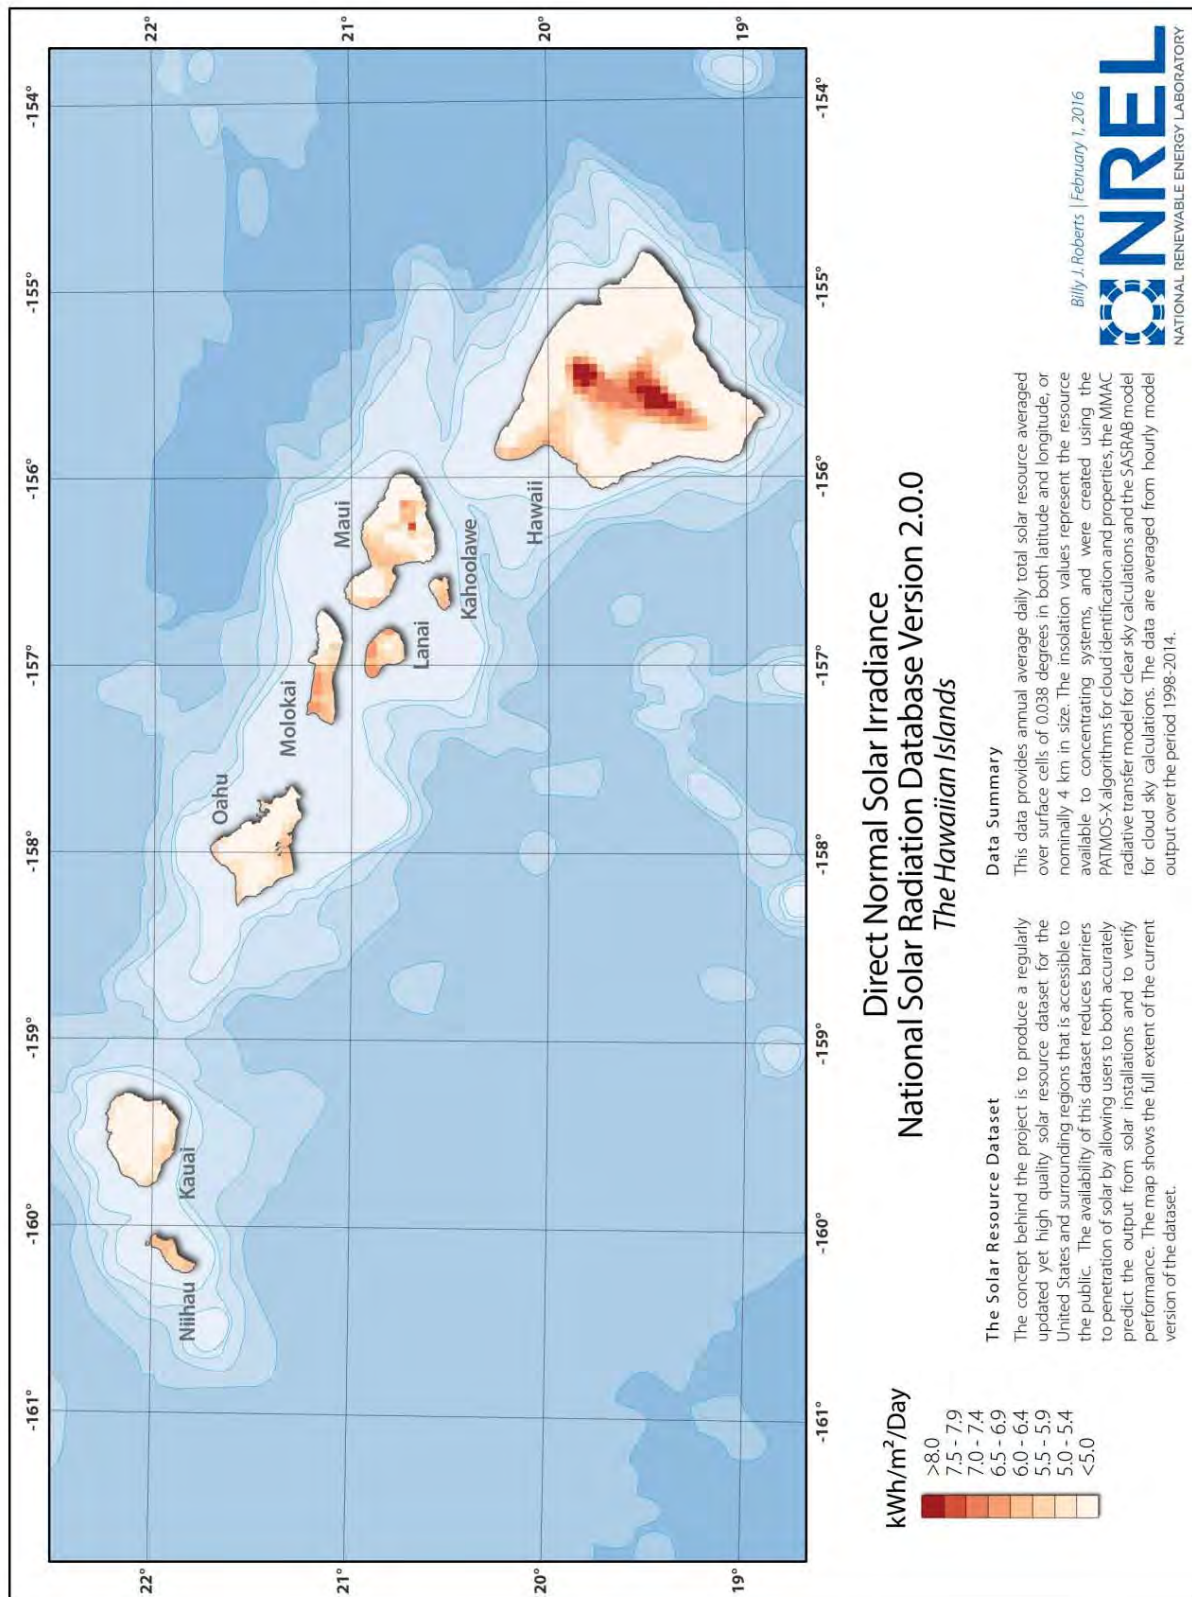 -161°
-160°
-159°
-158°
-157°
-156°
-155°
-154°
22°
22°
21°
21°
20°
20°
19°
19°
Niihau
Kauai
Oahu
Molokai
Maui
Lanai
Kahoolawe
Hawaii
-161°
-160°
-159°
-158°
-157°
-156°
-155°
-154°
Direct Normal Solar Irradiance
National Solar Radiation Database Version 2.0.0
The Hawaiian Islands
kWh/m²/Day
>8.0
7.5 - 7.9
7.0 - 7.4
6.5 - 6.9
6.0 - 6.4
5.5 - 5.9
5.0 - 5.4
<5.0
The Solar Resource Dataset
The concept behind the project is to produce a regularly
updated yet high quality solar resource dataset for the
United States and surrounding regions that is accessible to
the public. The availability of this dataset reduces barriers
to penetration of solar by allowing users to both accurately
predict the output from solar installations and to verify
performance. The map shows the full extent of the current
version of the dataset.
Data Summary
This data provides annual average daily total solar resource averaged
over surface cells of 0.038 degrees in both latitude and longitude, or
nominally 4 km in size. The insolation values represent the resource
available to concentrating systems, and were created using the
PATMOS-X algorithms for cloud identification and properties, the MMAC
radiative transfer model for clear sky calculations and the SASRAB model
for cloud sky calculations. The data are averaged from hourly model
output over the period 1998-2014.
Billy J. Roberts | February 1, 2016
NREL
NATIONAL RENEWABLE ENERGY LABORATORY